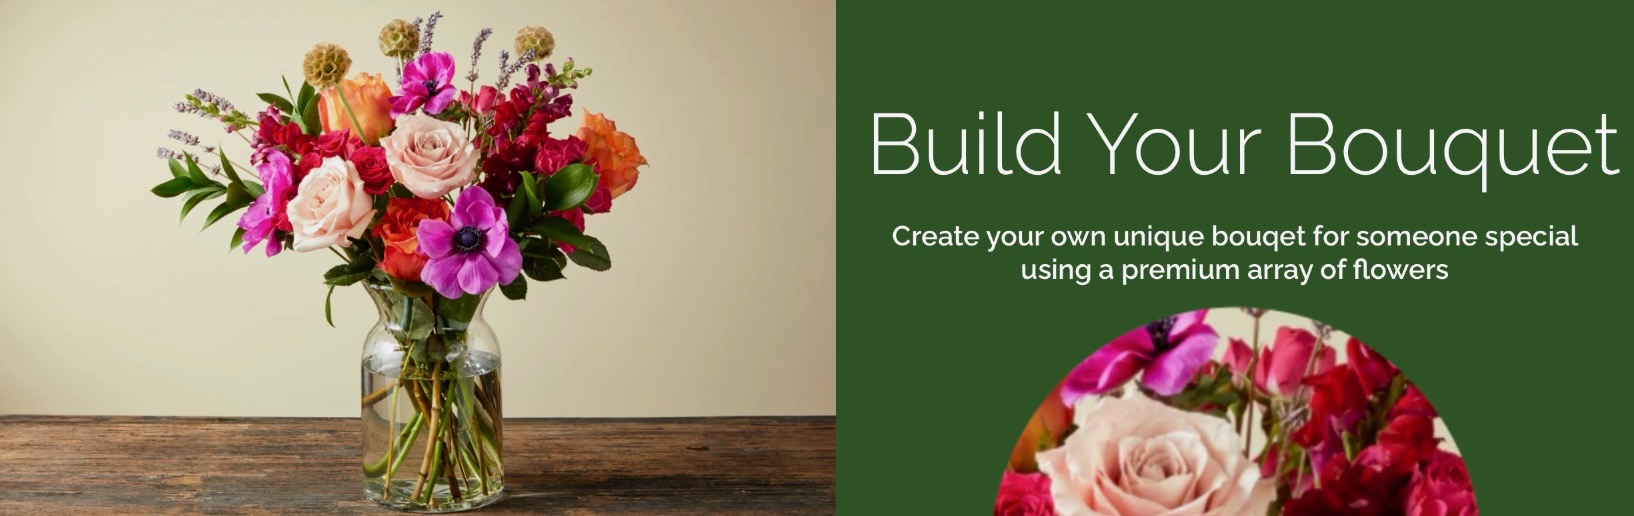 Build Your Bouquet
Create your own unique bouqet for someone special
using a premium array of flowers